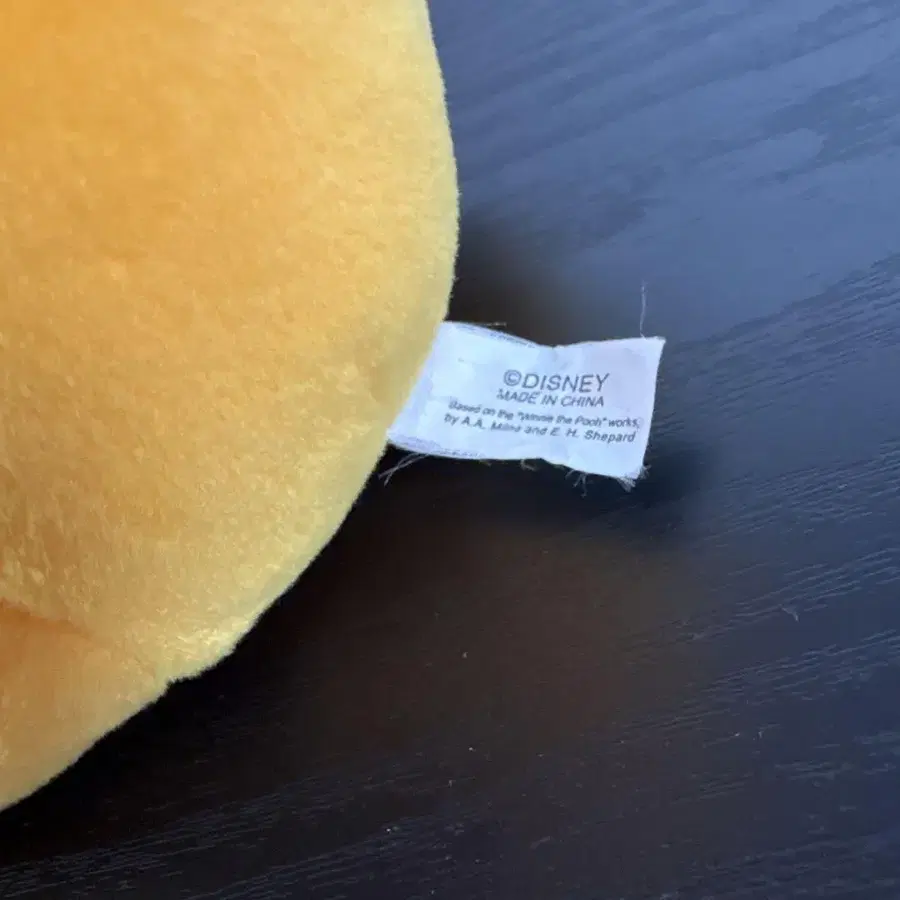 ©DISNEY
MADE IN CHINA
Based on the "Winnie the Pooh" works,
by A.A. Milne and E. H. Shepard